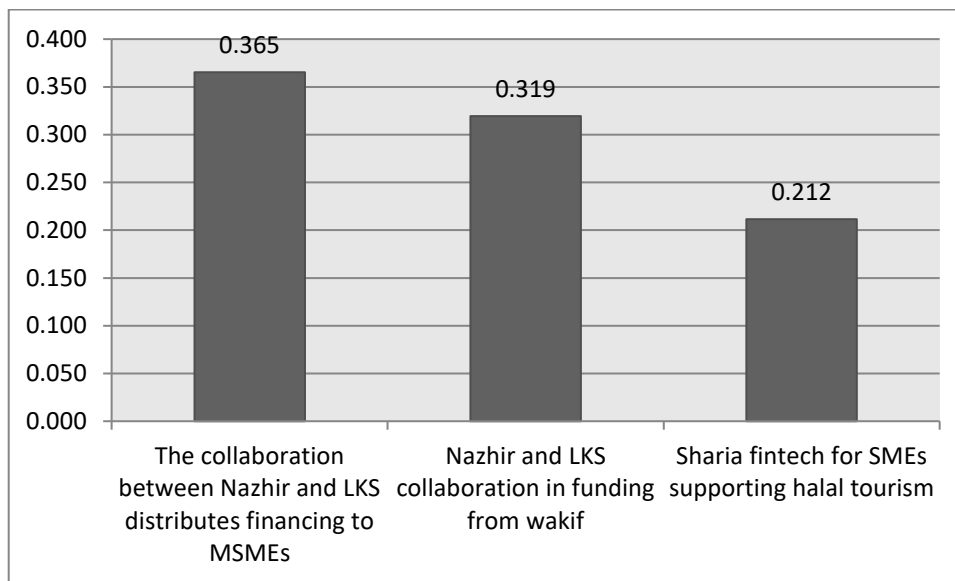 0.400
0.350
0.300
0.250
0.200
0.150
0.100
0.050
0.000
0.365
0.319
0.212
The collaboration
between Nazhir and LKS
distributes financing to
MSMEs
Nazhir and LKS
collaboration in funding
from wakif
Sharia fintech for SMEs
supporting halal tourism